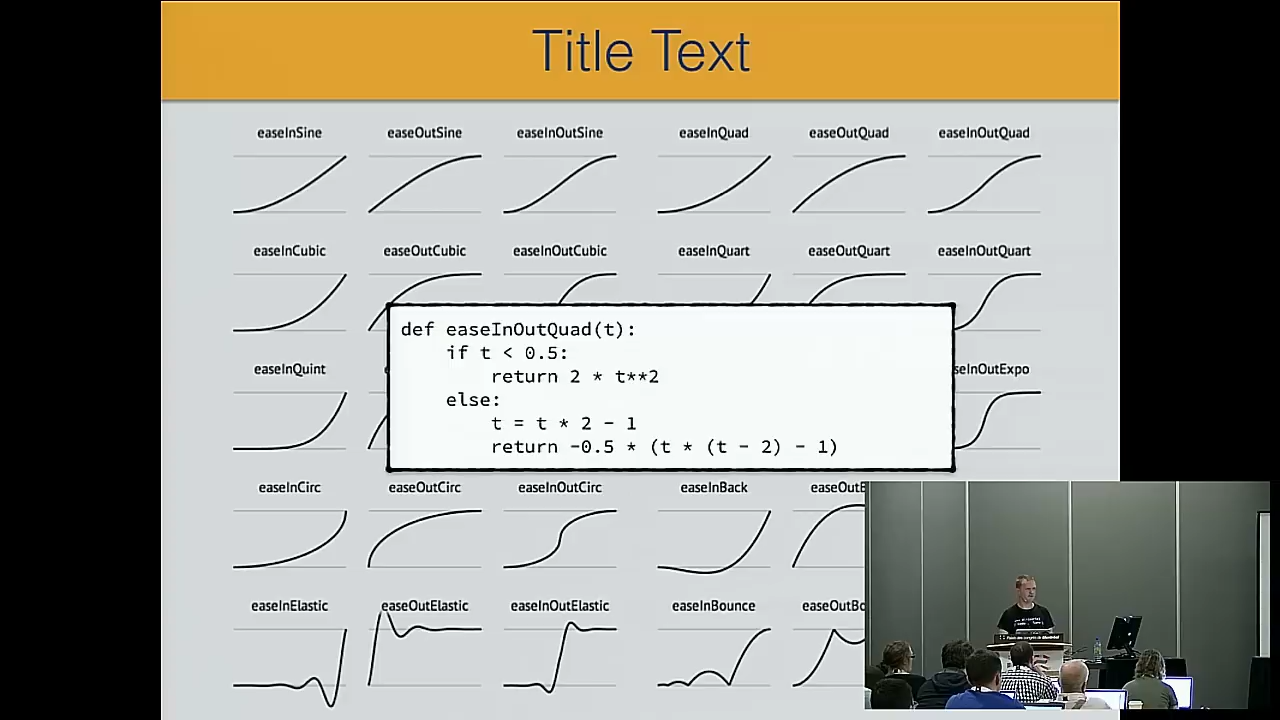 Title Text
easeInSine easeOutSine easeInOutSine easeInQuad easeOutQuad easeInOutQuad
easeInCubic easeOutCubic easeInOutCubic easeInQuart easeOutQuart easeInOutQuart
def easeInOutQuad(t):
if t < 0.5:
return 2 * t**2
else:
t = t * 2 - 1
return -0.5 * (t * (t - 2) - 1)
easeInQuint seInOutExpo
easeInCirc easeOutCirc easeInOutCirc easeInBack easeOutB
easeInElastic easeOutElastic easeInOutElastic easeInBounce easeOutBo